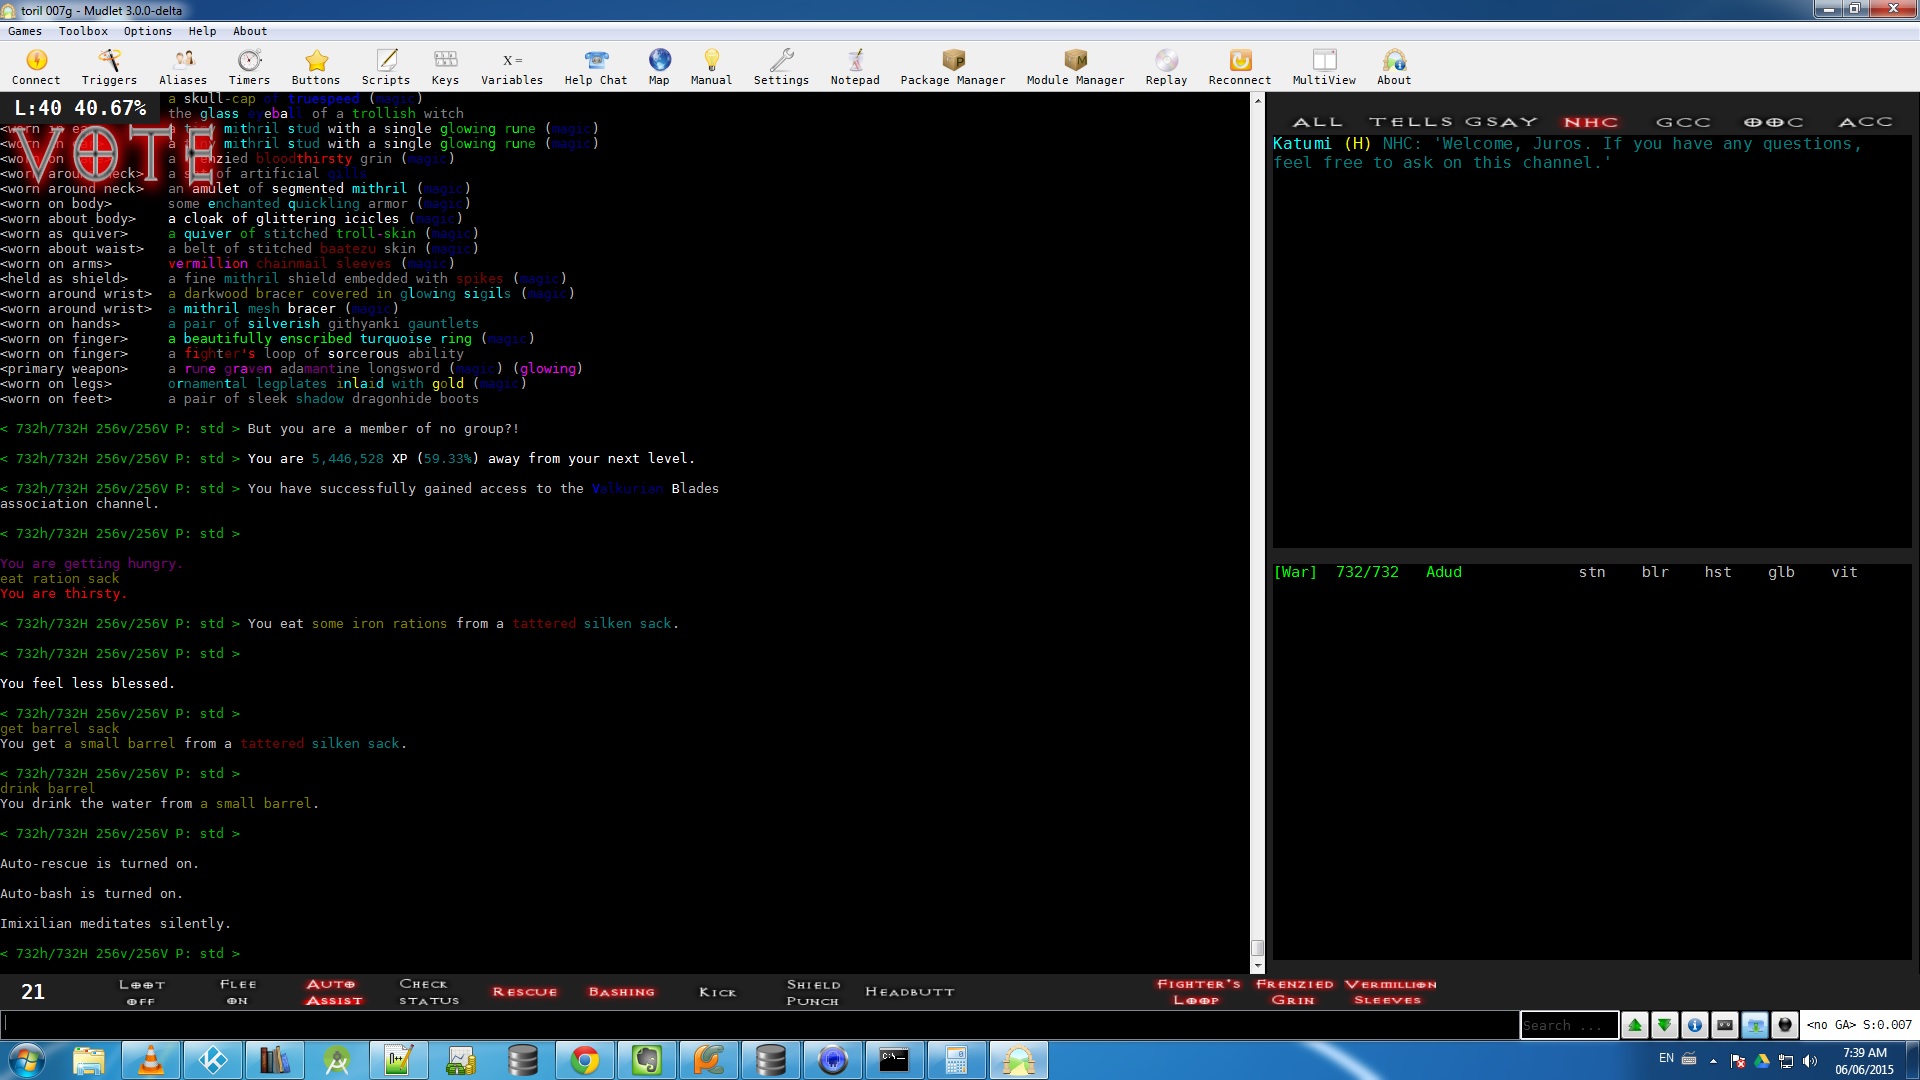 toril 007g - Mudlet 3.0.0-delta
Games Toolbox Options Help About
Connect Triggers Aliases Timers Buttons Scripts Keys Variables Help Chat Map Manual Settings Notepad Package Manager Module Manager Replay Reconnect MultiView About
L:40 40.67%
VOTE
a skull-cap of truespeed (magic)
the glass eyeball of a trollish witch
a tiny mithril stud with a single glowing rune (magic)
a tiny mithril stud with a single glowing rune (magic)
a frenzied bloodthirsty grin (magic)
<worn around neck> a set of artificial gills
<worn around neck> an amulet of segmented mithril (magic)
<worn on body> some enchanted quickling armor (magic)
<worn about body> a cloak of glittering icicles (magic)
<worn as quiver> a quiver of stitched troll-skin (magic)
<worn about waist> a belt of stitched baatezu skin (magic)
<worn on arms> vermillion chainmail sleeves (magic)
<held as shield> a fine mithril shield embedded with spikes (magic)
<worn around wrist> a darkwood bracer covered in glowing sigils (magic)
<worn around wrist> a mithril mesh bracer (magic)
<worn on hands> a pair of silverish githyanki gauntlets
<worn on finger> a beautifully enscribed turquoise ring (magic)
<worn on finger> a fighter's loop of sorcerous ability
<primary weapon> a rune graven adamantine longsword (magic) (glowing)
<worn on legs> ornamental legplates inlaid with gold (magic)
<worn on feet> a pair of sleek shadow dragonhide boots
< 732h/732H 256v/256V P: std > But you are a member of no group?!
< 732h/732H 256v/256V P: std > You are 5,446,528 XP (59.33%) away from your next level.
< 732h/732H 256v/256V P: std > You have successfully gained access to the Valkurian Blades
association channel.
< 732h/732H 256v/256V P: std >
You are getting hungry.
eat ration sack
You are thirsty.
< 732h/732H 256v/256V P: std > You eat some iron rations from a tattered silken sack.
< 732h/732H 256v/256V P: std >
You feel less blessed.
< 732h/732H 256v/256V P: std >
get barrel sack
You get a small barrel from a tattered silken sack.
< 732h/732H 256v/256V P: std >
drink barrel
You drink the water from a small barrel.
< 732h/732H 256v/256V P: std >
Auto-rescue is turned on.
Auto-bash is turned on.
Imixilian meditates silently.
< 732h/732H 256v/256V P: std >
ALL TELLS GSAY NHC GCC OOC ACC
Katumi (H) NHC: 'Welcome, Juros. If you have any questions,
feel free to ask on this channel.'
[War] 732/732 Adud stn blr hst glb vit
21
Loot Off
Flee On
Auto Assist
Check Status
Rescue
Bashing
Kick
Shield Punch
Headbutt
Fighter's Loop
Frenzied Grin
Vermillion Sleeves
Search ...
<no GA> S:0.007
EN
7:39 AM
06/06/2015